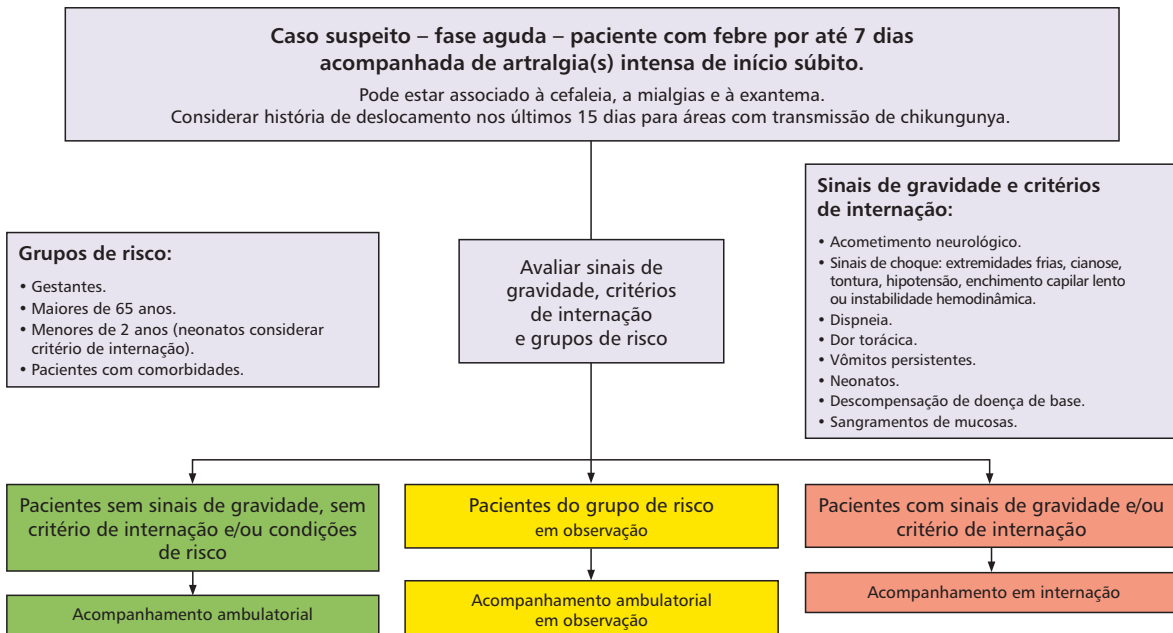 Caso suspeito – fase aguda – paciente com febre por até 7 dias
acompanhada de artralgia(s) intensa de início súbito.
Pode estar associado à cefaleia, a mialgias e à exantema.
Considerar história de deslocamento nos últimos 15 dias para áreas com transmissão de chikungunya.
Grupos de risco:
• Gestantes.
• Maiores de 65 anos.
• Menores de 2 anos (neonatos considerar
critério de internação).
• Pacientes com comorbidades.
Avaliar sinais de
gravidade, critérios
de internação
e grupos de risco
Sinais de gravidade e critérios
de internação:
• Acometimento neurológico.
• Sinais de choque: extremidades frias, cianose,
tontura, hipotensão, enchimento capilar lento
ou instabilidade hemodinâmica.
• Dispneia.
• Dor torácica.
• Vômitos persistentes.
• Neonatos.
• Descompensação de doença de base.
• Sangramentos de mucosas.
Pacientes sem sinais de gravidade, sem
critério de internação e/ou condições
de risco
Acompanhamento ambulatorial
Pacientes do grupo de risco
em observação
Acompanhamento ambulatorial
em observação
Pacientes com sinais de gravidade e/ou
critério de internação
Acompanhamento em internação